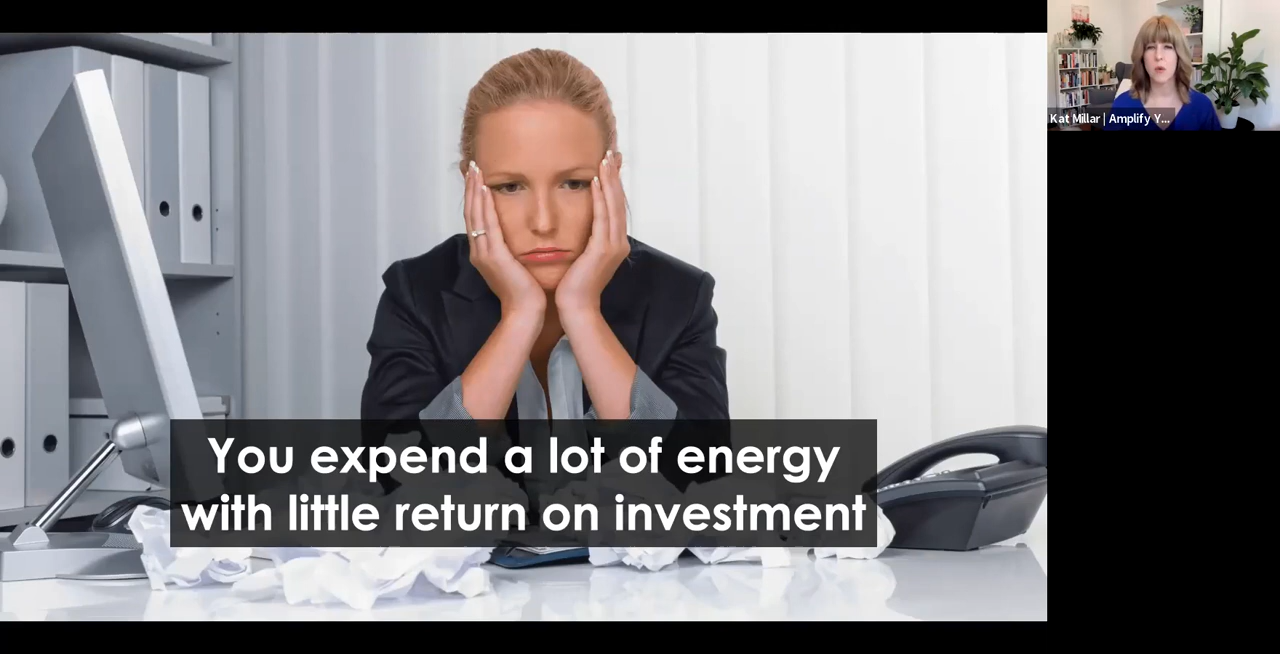 You expend a lot of energy
with little return on investment
Kat Millar | Amplify Y...